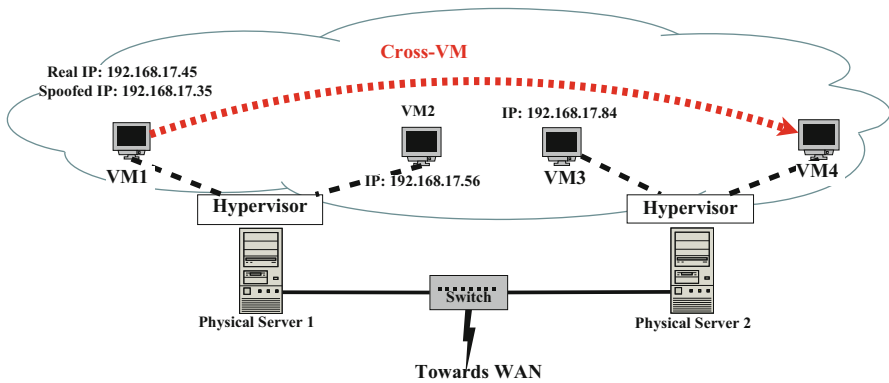 Cross-VM
Real IP: 192.168.17.45
Spoofed IP: 192.168.17.35
VM2
IP: 192.168.17.84
VM1
IP: 192.168.17.56
VM3
VM4
Hypervisor
Hypervisor
Switch
Physical Server 1
Physical Server 2
Towards WAN